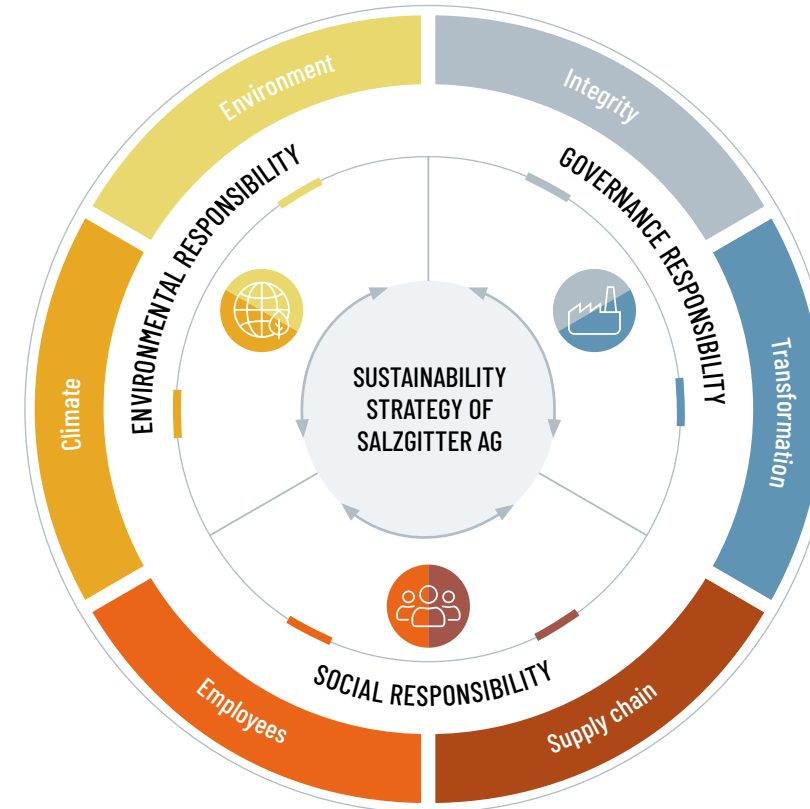 Environment
Integrity
ENVIRONMENTAL RESPONSIBILITY
GOVERNANCE RESPONSIBILITY
Climate
SUSTAINABILITY
STRATEGY OF
SALZGITTER AG
Transformation
SOCIAL RESPONSIBILITY
Employees
Supply chain